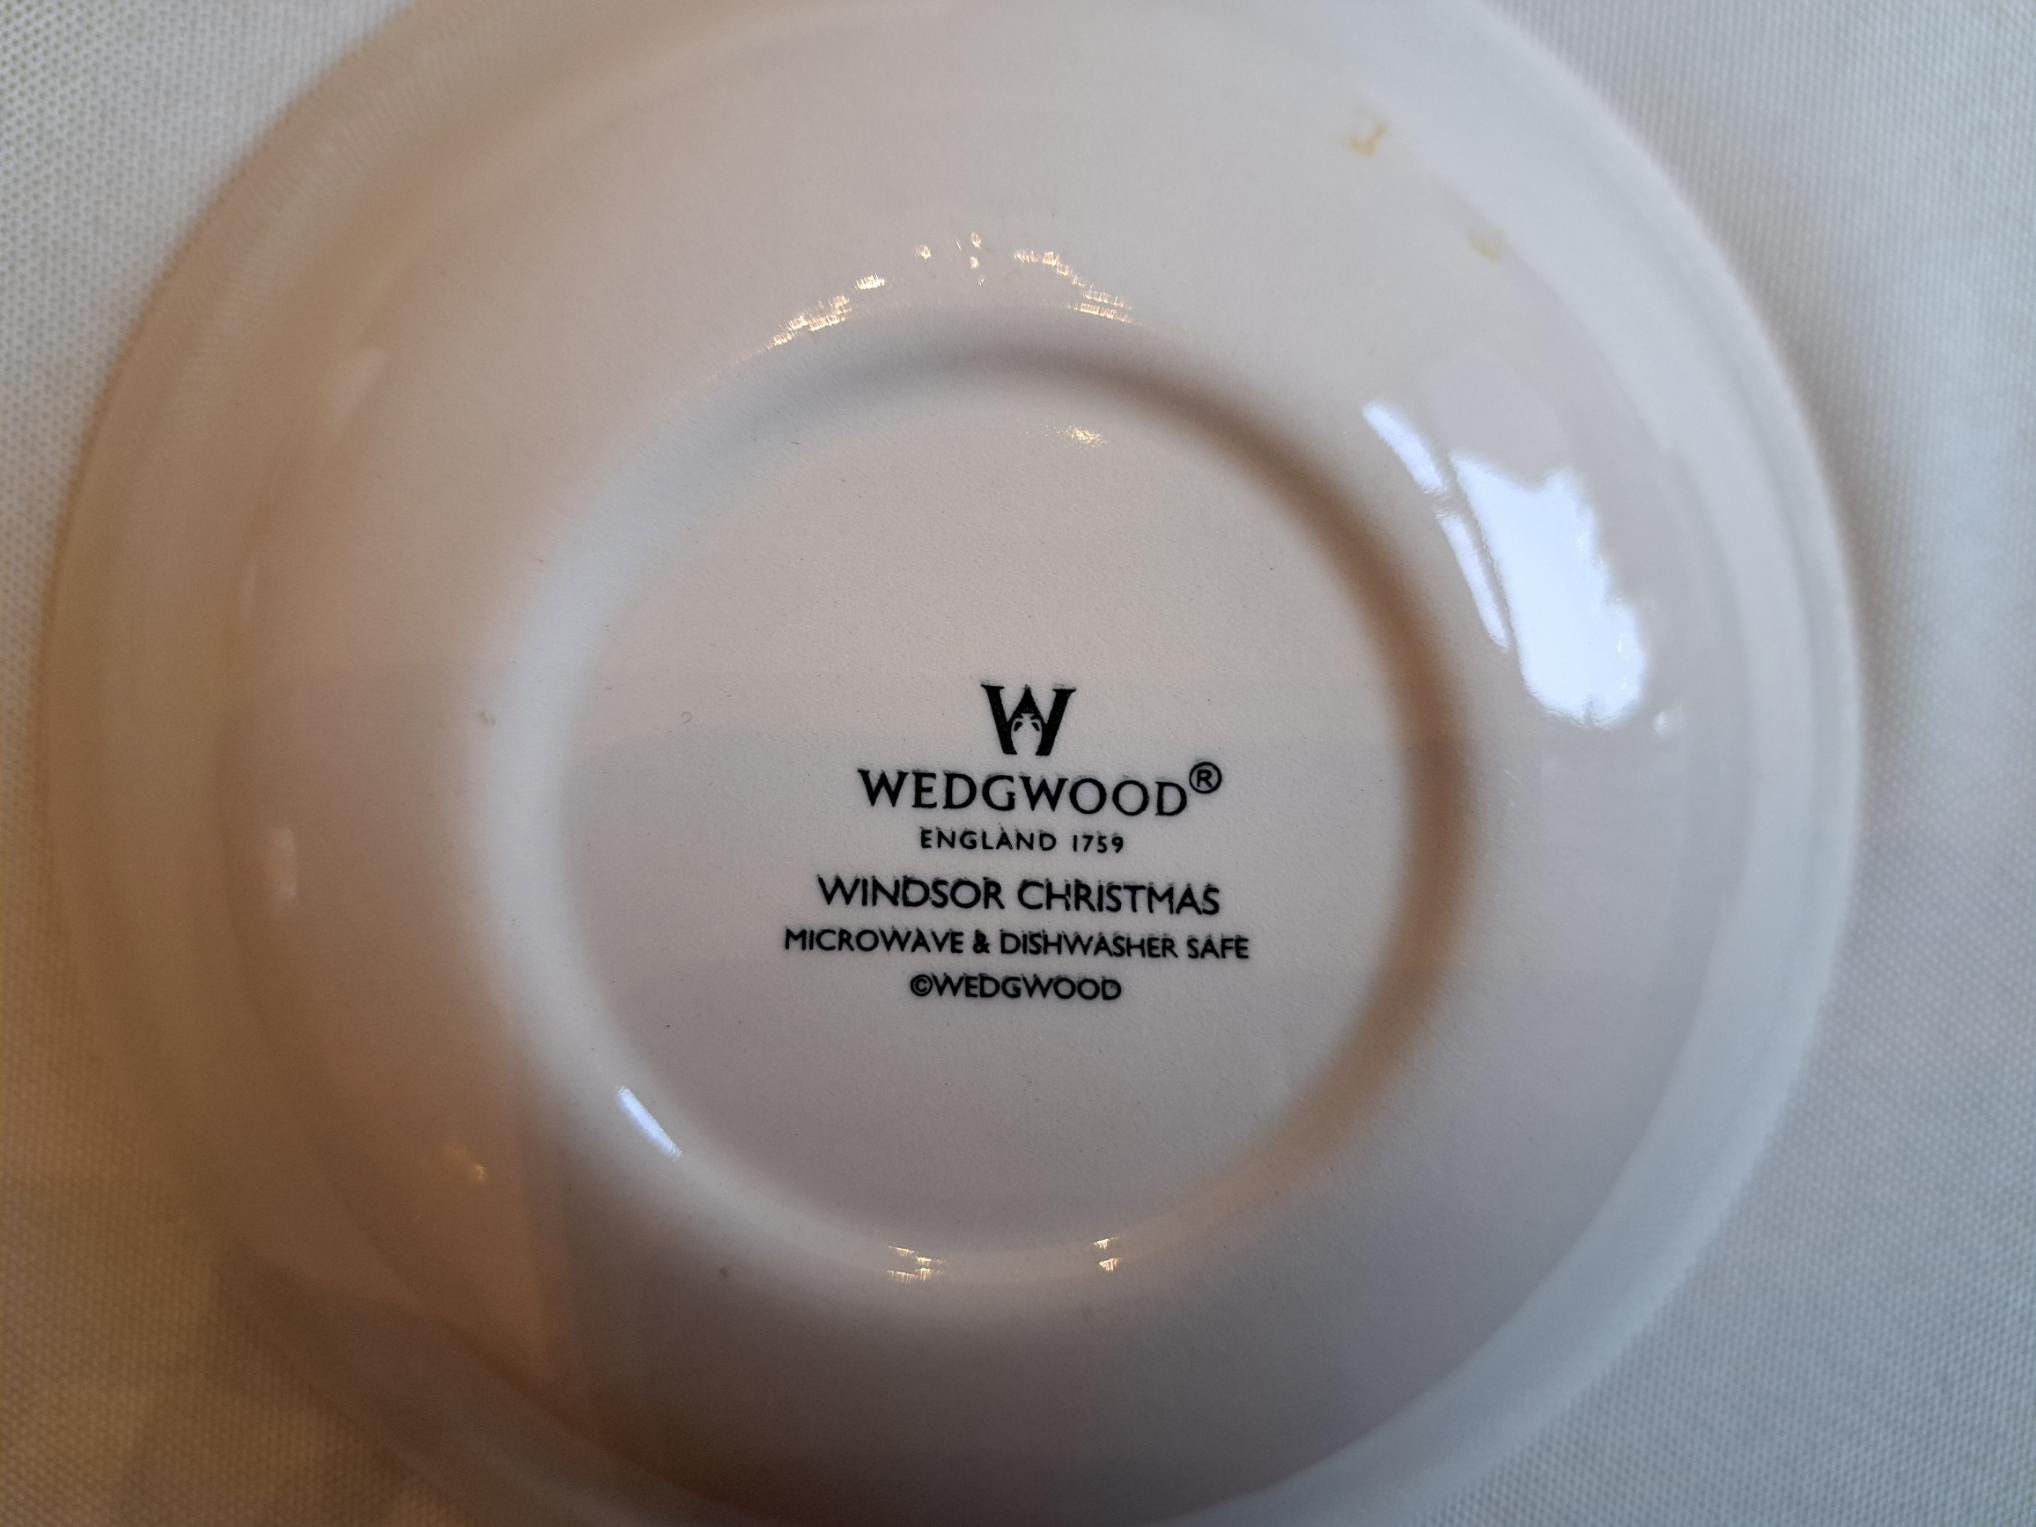 W
WEDGWOOD®
ENGLAND 1759
WINDSOR CHRISTMAS
MICROWAVE & DISHWASHER SAFE
©WEDGWOOD